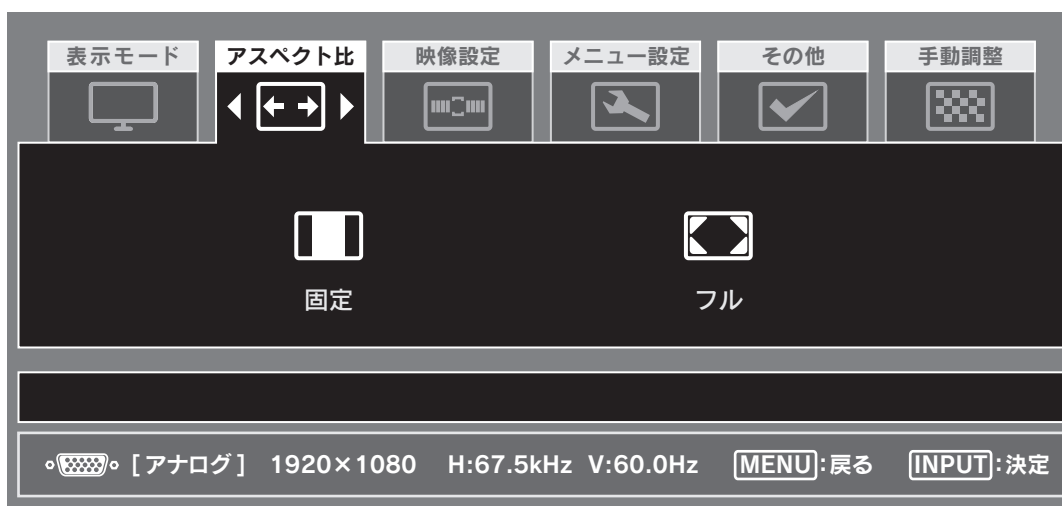 表示モード アスペクト比 映像設定 メニュー設定 その他 手動調整
固定 フル
[アナログ] 1920×1080 H:67.5kHz V:60.0Hz MENU:戻る INPUT:決定